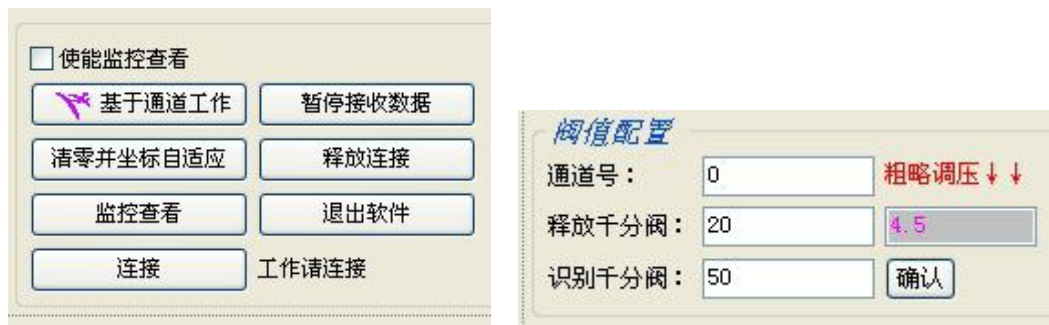 使能监控查看
基于通道工作 暂停接收数据
清零并坐标自适应 释放连接
监控查看 退出软件
连接 工作请连接
阀值配置
通道号： 0 粗略调压↓↓
释放千分阀： 20 4.5
识别千分阀： 50 确认